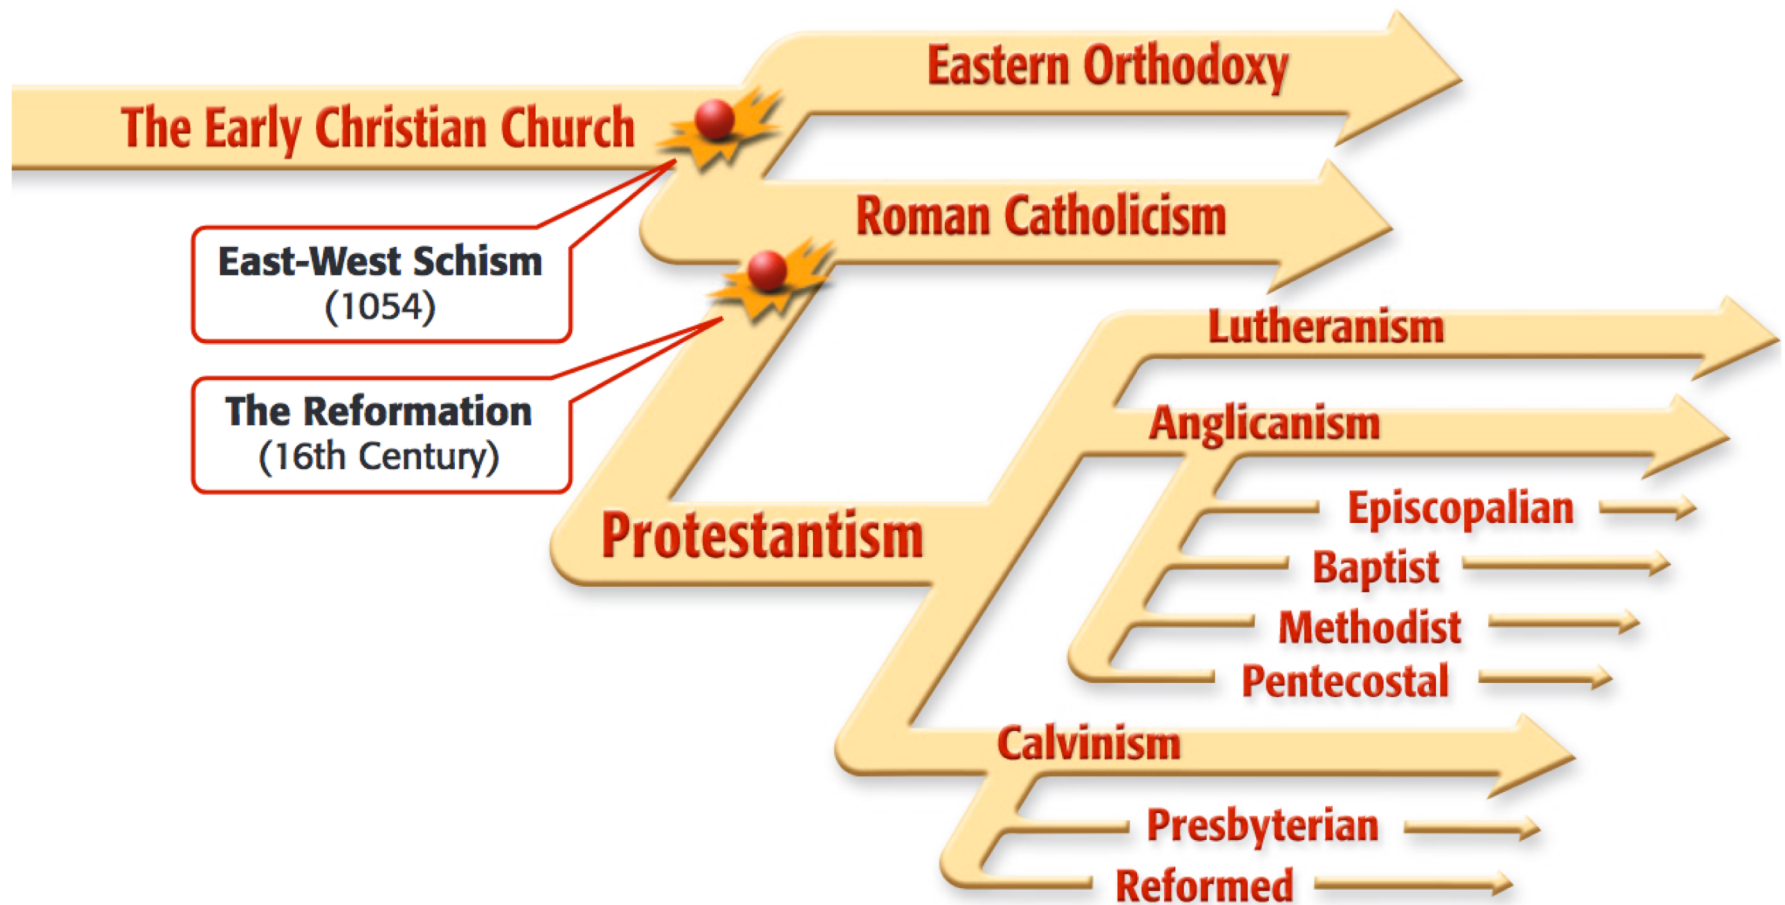 Eastern Orthodoxy
The Early Christian Church
Roman Catholicism
East-West Schism
(1054)
Lutheranism
The Reformation
(16th Century)
Anglicanism
Episcopalian
Protestantism
Baptist
Methodist
Pentecostal
Calvinism
Presbyterian
Reformed